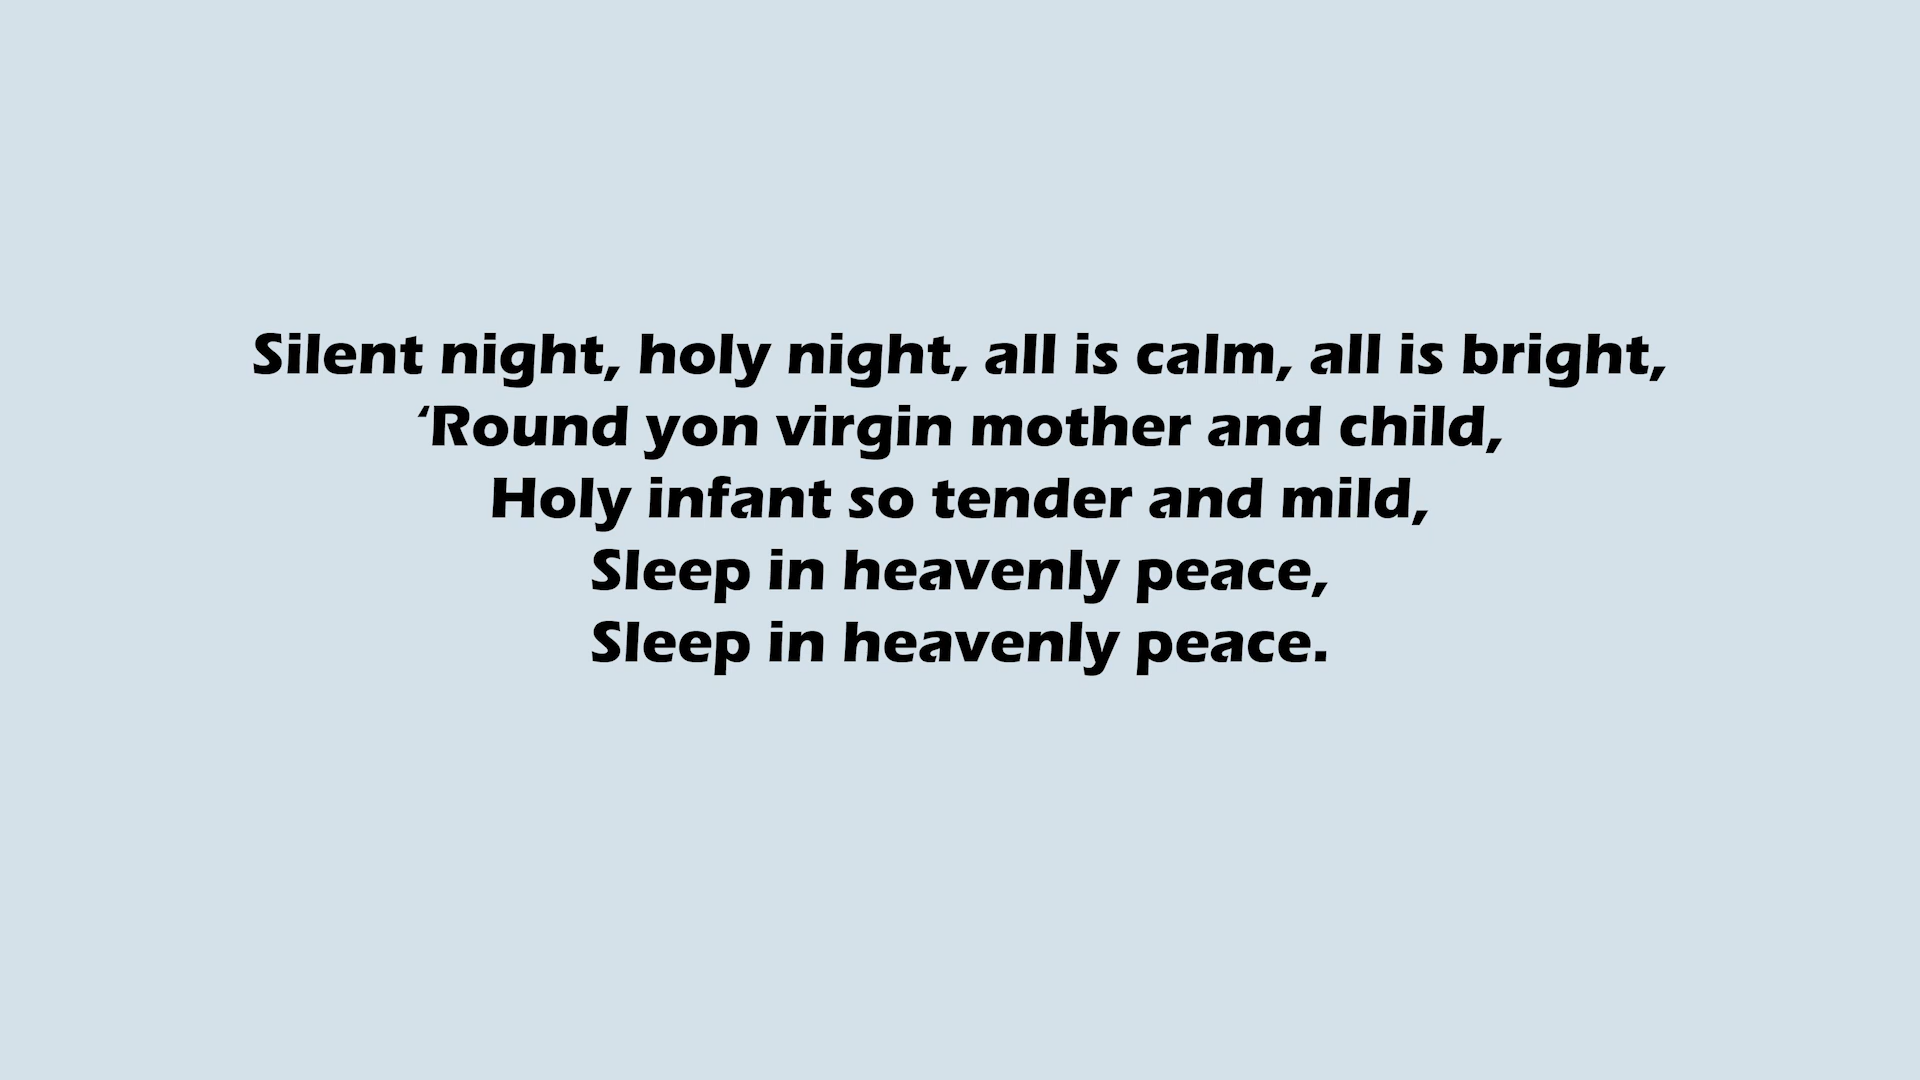 Silent night, holy night, all is calm, all is bright,
‘Round yon virgin mother and child,
Holy infant so tender and mild,
Sleep in heavenly peace,
Sleep in heavenly peace.